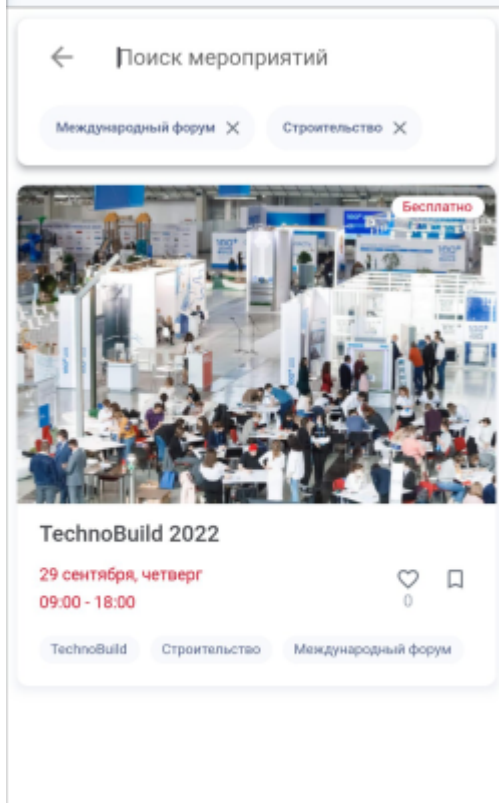 Поиск мероприятий
Международный форум
Строительство
Бесплатно
TechnoBuild 2022
29 сентября, четверг
09:00 - 18:00
0
TechnoBuild
Строительство
Международный форум